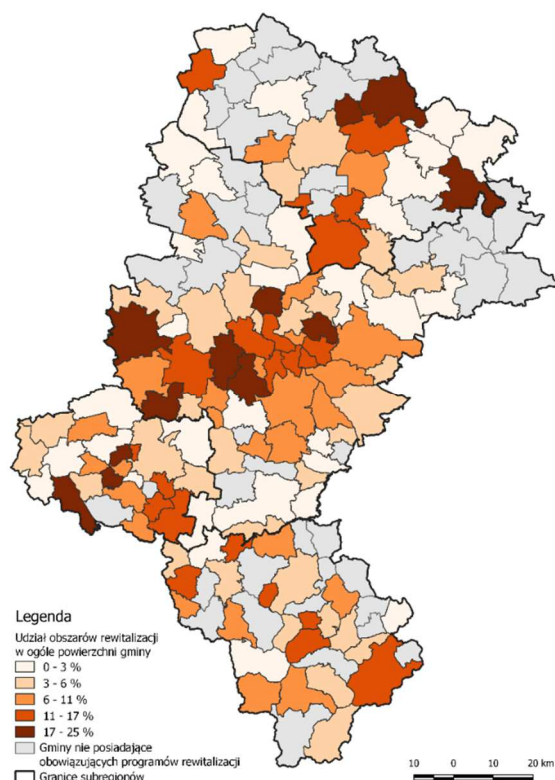 Legenda
Udział obszarów rewitalizacji
w ogóle powierzchni gminy
0 - 3 %
3 - 6 %
6 - 11 %
11 - 17 %
17 - 25 %
Gminy nie posiadające
obowiązujących programów rewitalizacji
Granice subregionów
10 0 10 20 km